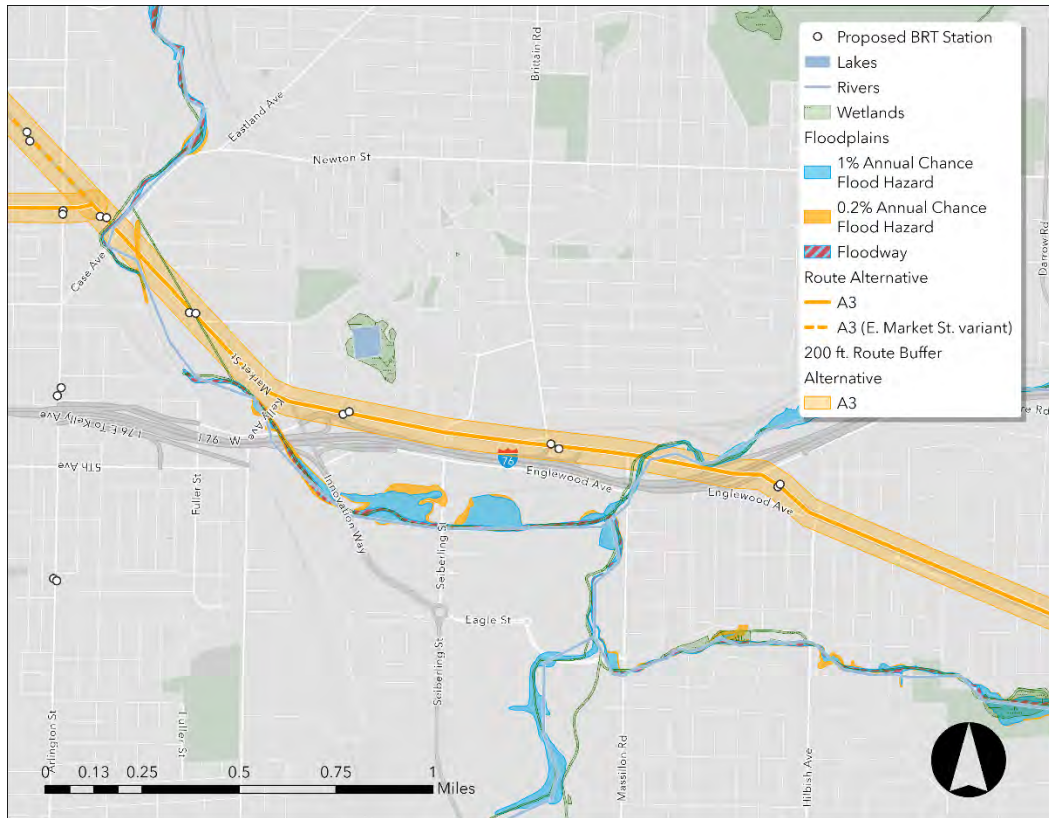 Proposed BRT Station
Lakes
Rivers
Wetlands
Floodplains
1% Annual Chance
Flood Hazard
0.2% Annual Chance
Flood Hazard
Floodway
Route Alternative
A3
A3 (E. Market St. variant)
200 ft. Route Buffer
Alternative
A3
Brittain Rd
Eastland Ave
Newton St
Darrow Rd
Case Ave
Market St
Kelly Ave
I 76 E To Kelly Ave
I 76 W
76
re Rd
5Th Ave
Englewood Ave
Englewood Ave
Fuller St
Innovation Way
Seiberling St
Eagle St
Seiberling St
Arlington St
Fuller St
Massillon Rd
Hilbish Ave
0 0.13 0.25 0.5 0.75 1
Miles